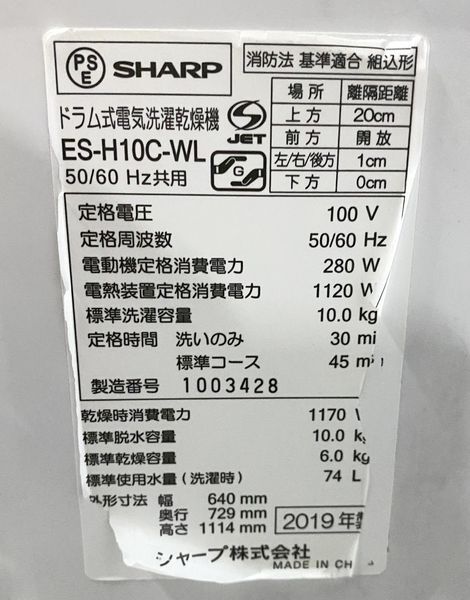 PSE SHARP
ドラム式電気洗濯乾燥機
ES-H10C-WL
50/60 Hz共用
JET
G
消防法 基準適合 組込形
場所 離隔距離
上方 20cm
前方 開放
左/右/後方 1cm
下方 0cm
定格電圧 100 V
定格周波数 50/60 Hz
電動機定格消費電力 280 W
電熱装置定格消費電力 1120 W
標準洗濯容量 10.0 kg
定格時間 洗いのみ 30 mi
標準コース 45 mi
製造番号 1003428
乾燥時消費電力 1170
標準脱水容量 10.0 kg
標準乾燥容量 6.0 kg
標準使用水量(洗濯時) 74 L
外形寸法 幅 640 mm
奥行 729 mm
高さ 1114 mm
2019年製
シャープ株式会社
MADE IN CH